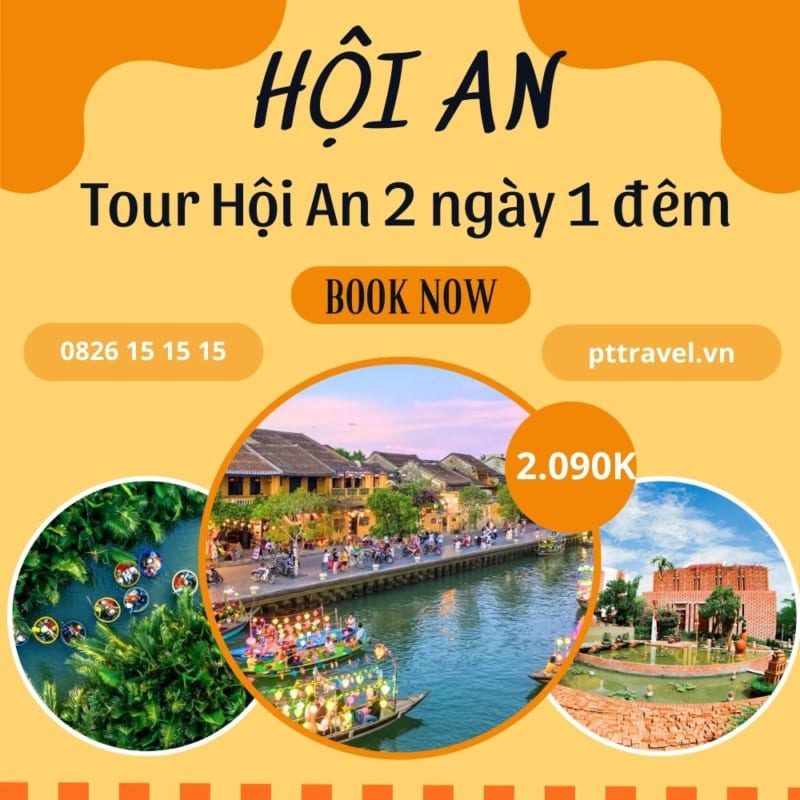 HỘI AN
Tour Hội An 2 ngày 1 đêm
BOOK NOW
0826 15 15 15
pttravel.vn
2.090K